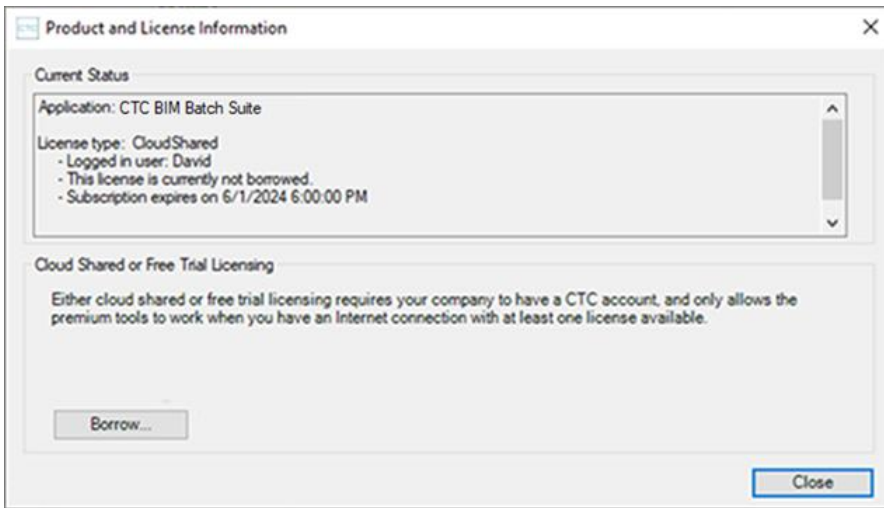 CTC Product and License Information
Current Status
Application: CTC BIM Batch Suite
License type: CloudShared
- Logged in user: David
- This license is currently not borrowed.
- Subscription expires on 6/1/2024 6:00:00 PM
Cloud Shared or Free Trial Licensing
Either cloud shared or free trial licensing requires your company to have a CTC account, and only allows the
premium tools to work when you have an Internet connection with at least one license available.
Borrow...
Close